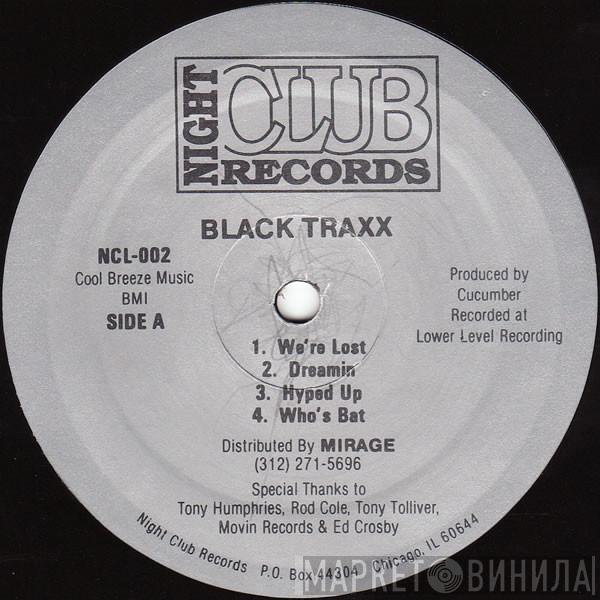 NIGHT
CLUB
RECORDS
BLACK TRAXX
NCL-002
Cool Breeze Music
BMI
SIDE A
Produced by
Cucumber
Recorded at
Lower Level Recording
1. We're Lost
2. Dreamin
3. Hyped Up
4. Who's Bat
Distributed By MIRAGE
(312) 271-5696
Special Thanks to
Tony Humphries, Rod Cole, Tony Tolliver,
Movin Records & Ed Crosby
Night Club Records P.O. Box 44304 Chicago, IL 60644
МАРКЕТ ВИНИЛА